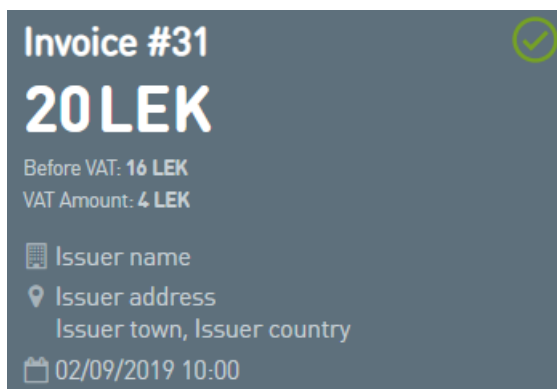 Invoice #31
20 LEK
Before VAT: 16 LEK
VAT Amount: 4 LEK
Issuer name
Issuer address
Issuer town, Issuer country
02/09/2019 10:00